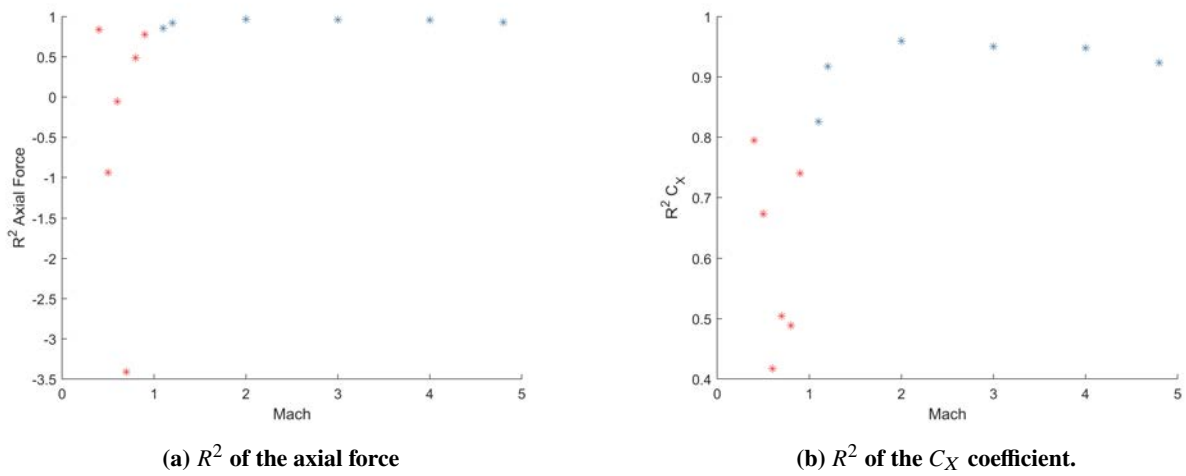 1
0.5
0
-0.5
-1
-1.5
-2
-2.5
-3
-3.5
R² Axial Force
0 1 2 3 4 5
Mach
(a) R² of the axial force
1
0.9
0.8
0.7
0.6
0.5
0.4
R² C_X
0 1 2 3 4 5
Mach
(b) R² of the C_X coefficient.